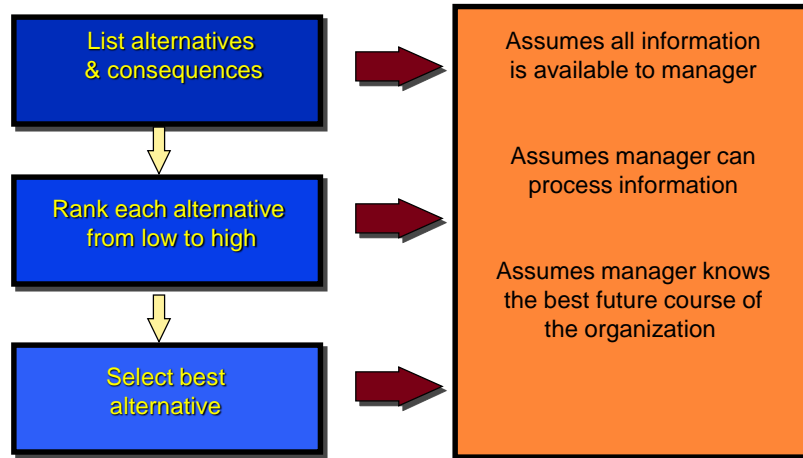 List alternatives
& consequences
Assumes all information
is available to manager
Rank each alternative
from low to high
Assumes manager can
process information
Select best
alternative
Assumes manager knows
the best future course of
the organization